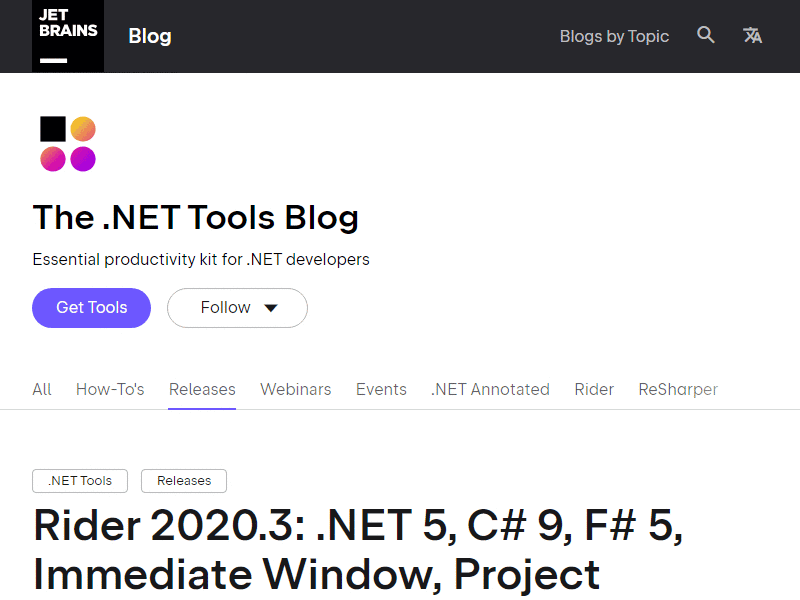 JET
BRAINS
Blog
Blogs by Topic
The .NET Tools Blog
Essential productivity kit for .NET developers
Get Tools
Follow
All How-To's Releases Webinars Events .NET Annotated Rider ReSharper
.NET Tools Releases
Rider 2020.3: .NET 5, C# 9, F# 5,
Immediate Window, Project